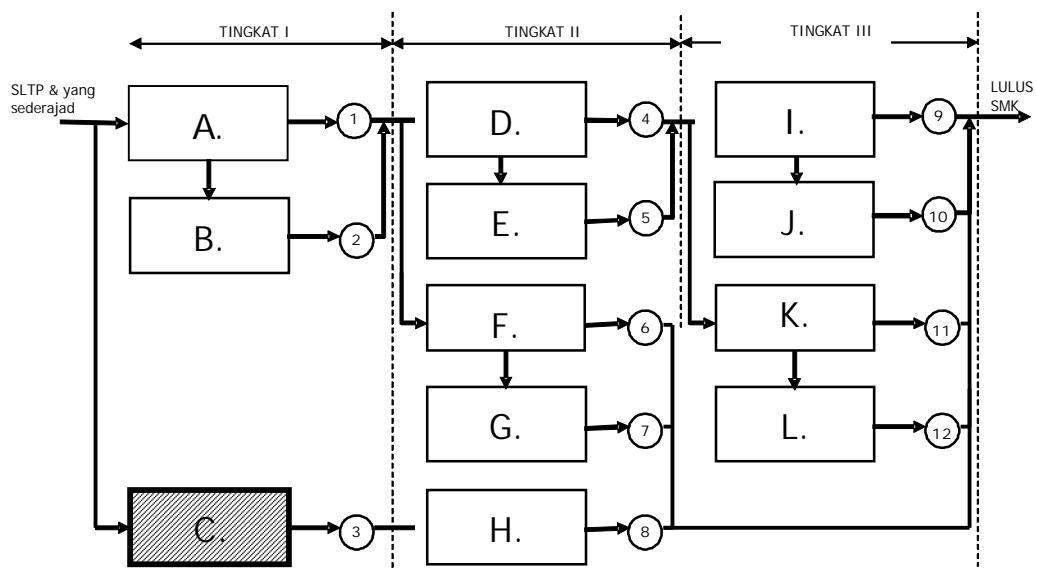 TINGKAT I
TINGKAT II
TINGKAT III
SLTP & yang
sederajad
LULUS
SMK
A.
1
D.
4
I.
9
B.
2
E.
5
J.
10
F.
6
K.
11
G.
7
L.
12
C.
3
H.
8